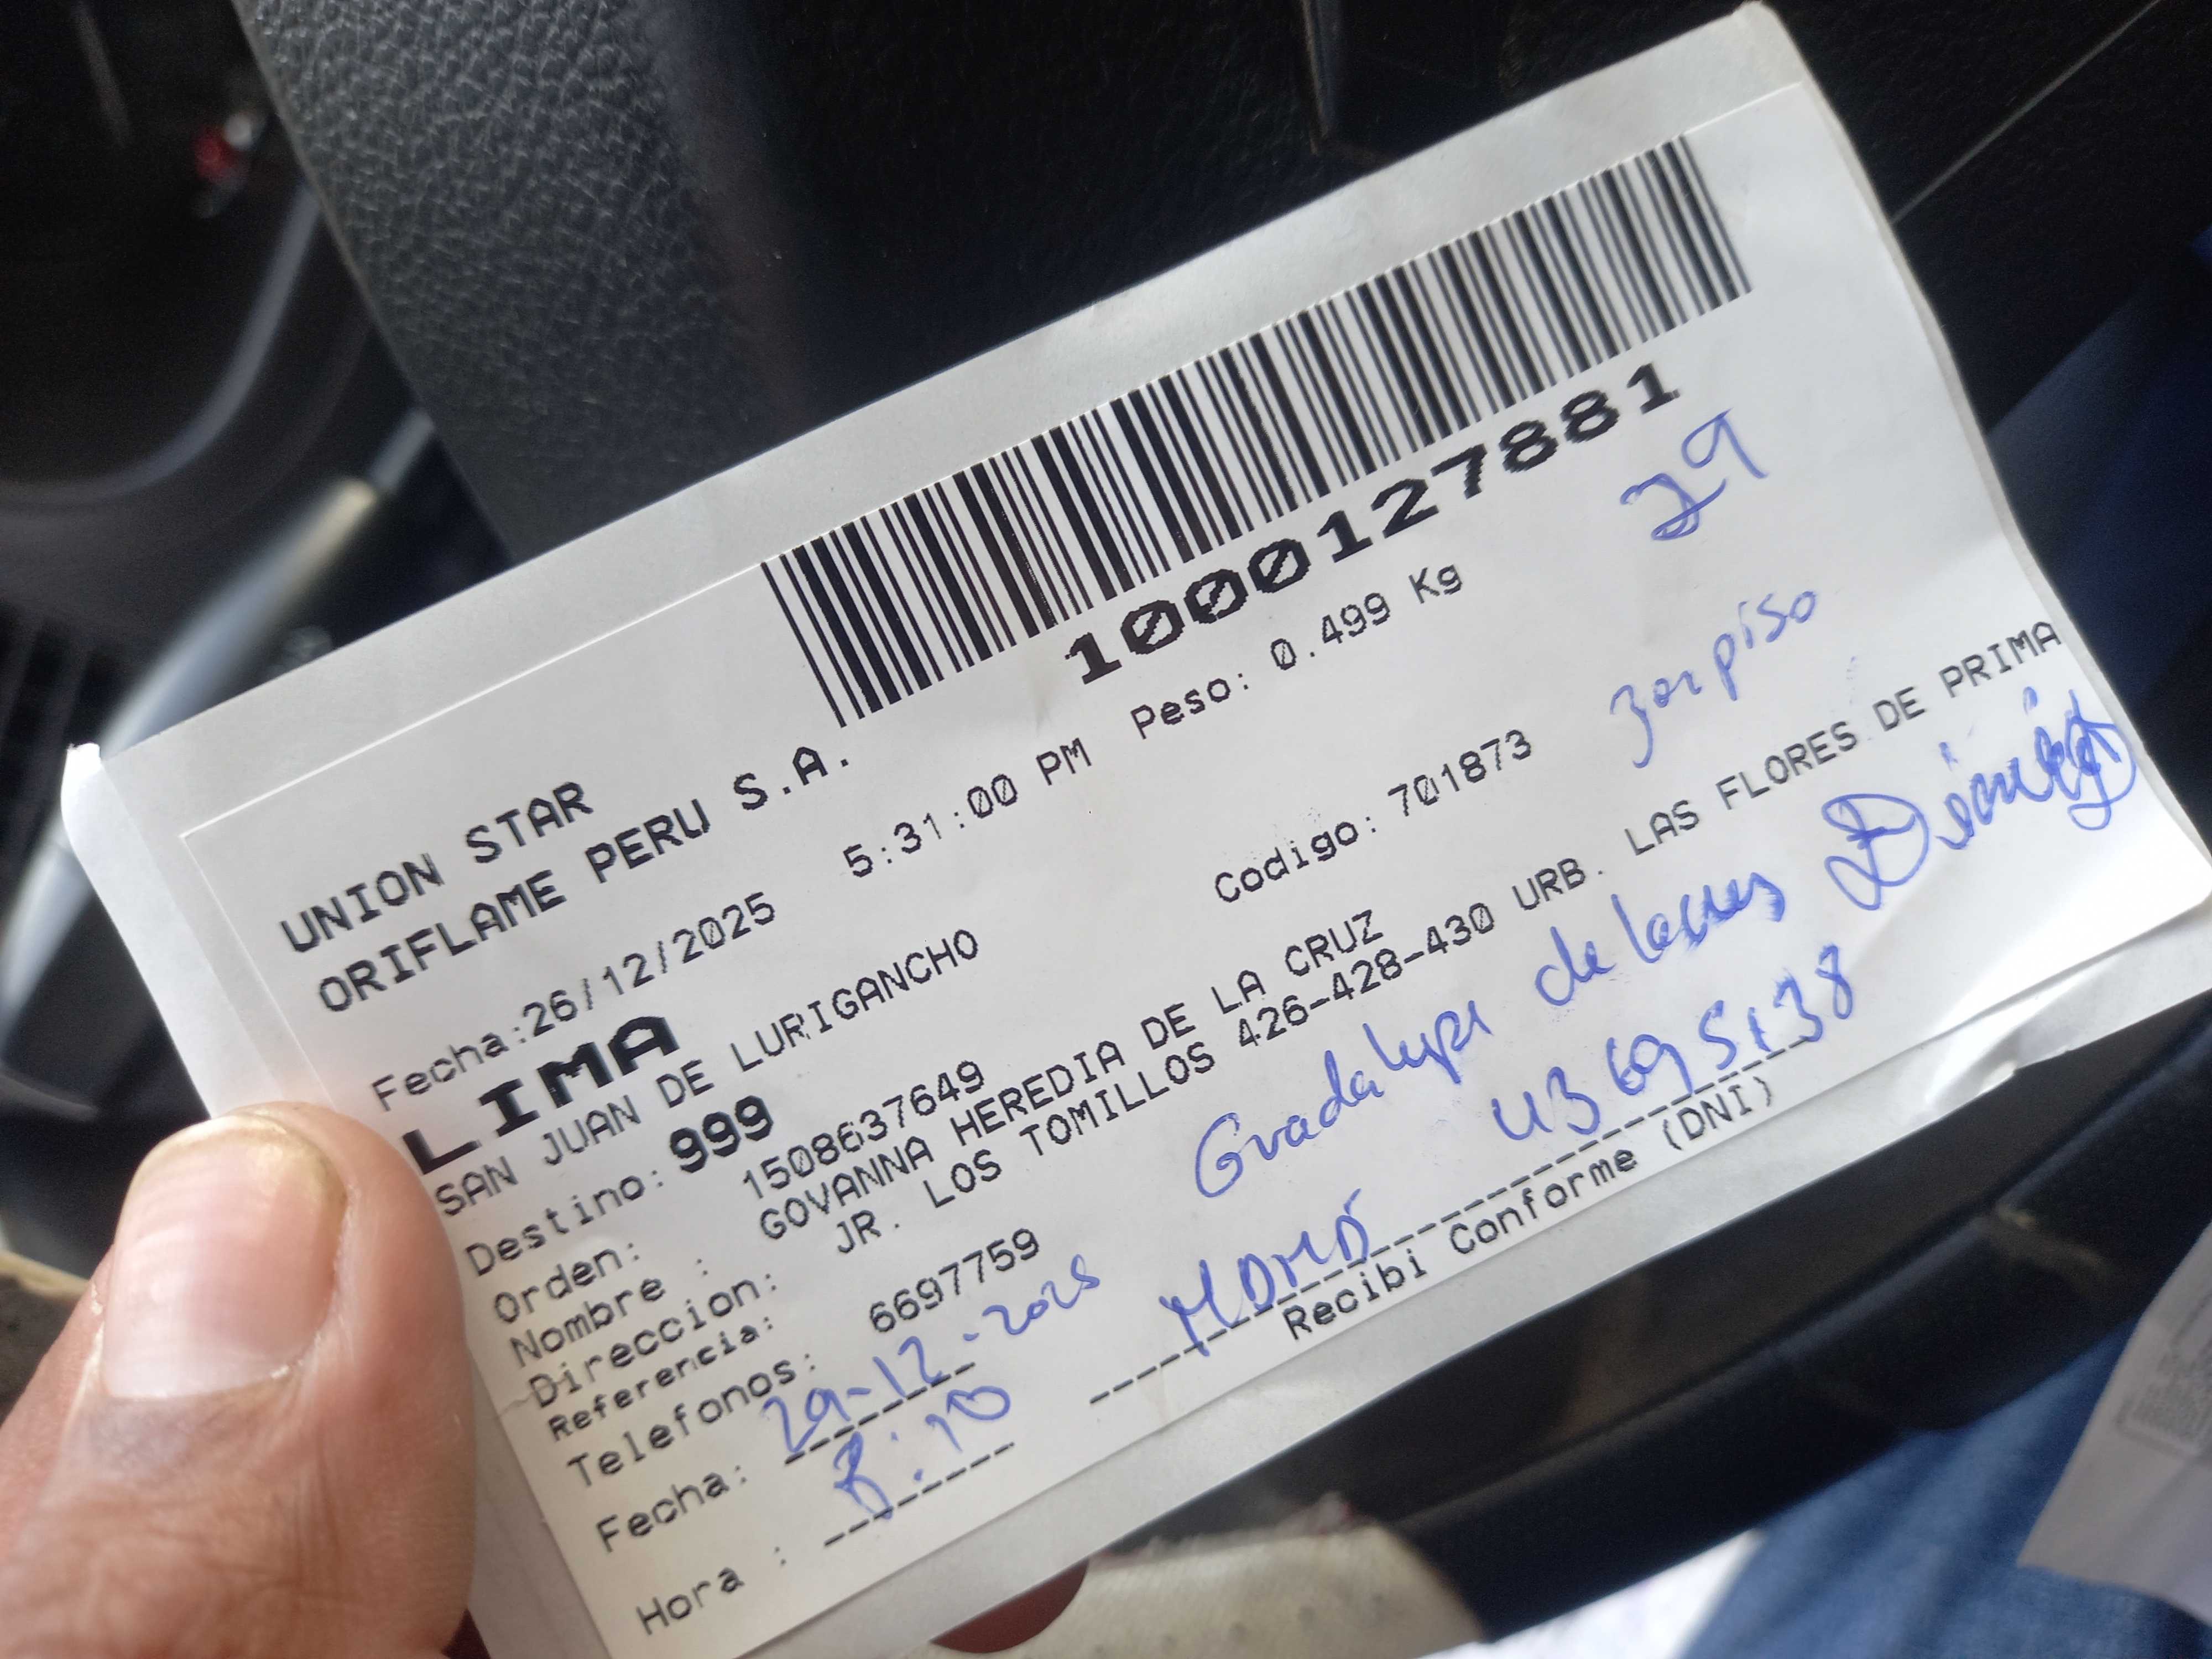 1000127881
29
UNION STAR
ORIFLAME PERU S.A.
Fecha:26/12/2025 5:31:00 PM Peso: 0.499 Kg
LIMA
SAN JUAN DE LURIGANCHO
Destino: 999
Codigo: 701873
piso
Orden: 1508637649
Nombre : GOVANNA HEREDIA DE LA CRUZ
Direccion: JR. LOS TOMILLOS 426-428-430 URB. LAS FLORES DE PRIMA
Referencia:
Guadalupe de
Telefonos: 6697759
43695138
Fecha: 29-12-2025
Hora : 8:10
Recibi Conforme (DNI)